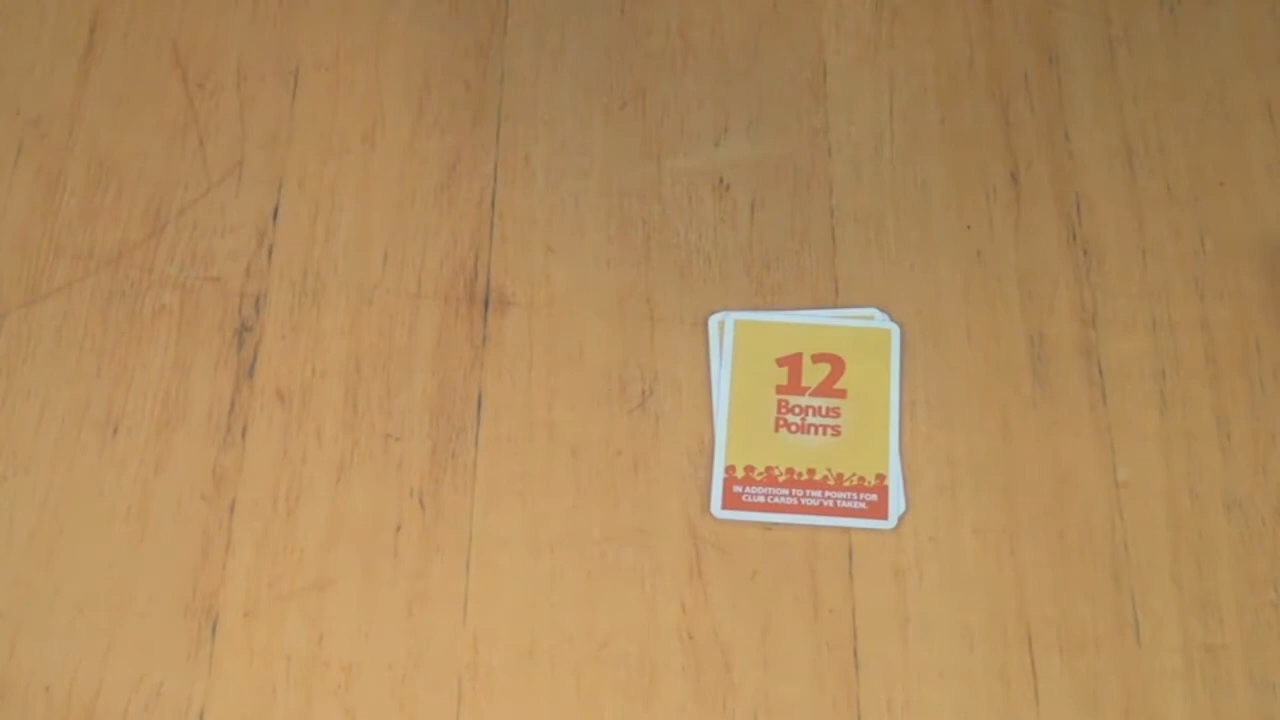 12
Bonus
Points
IN ADDITION TO THE POINTS FOR
CLUB CARDS YOU'VE TAKEN.